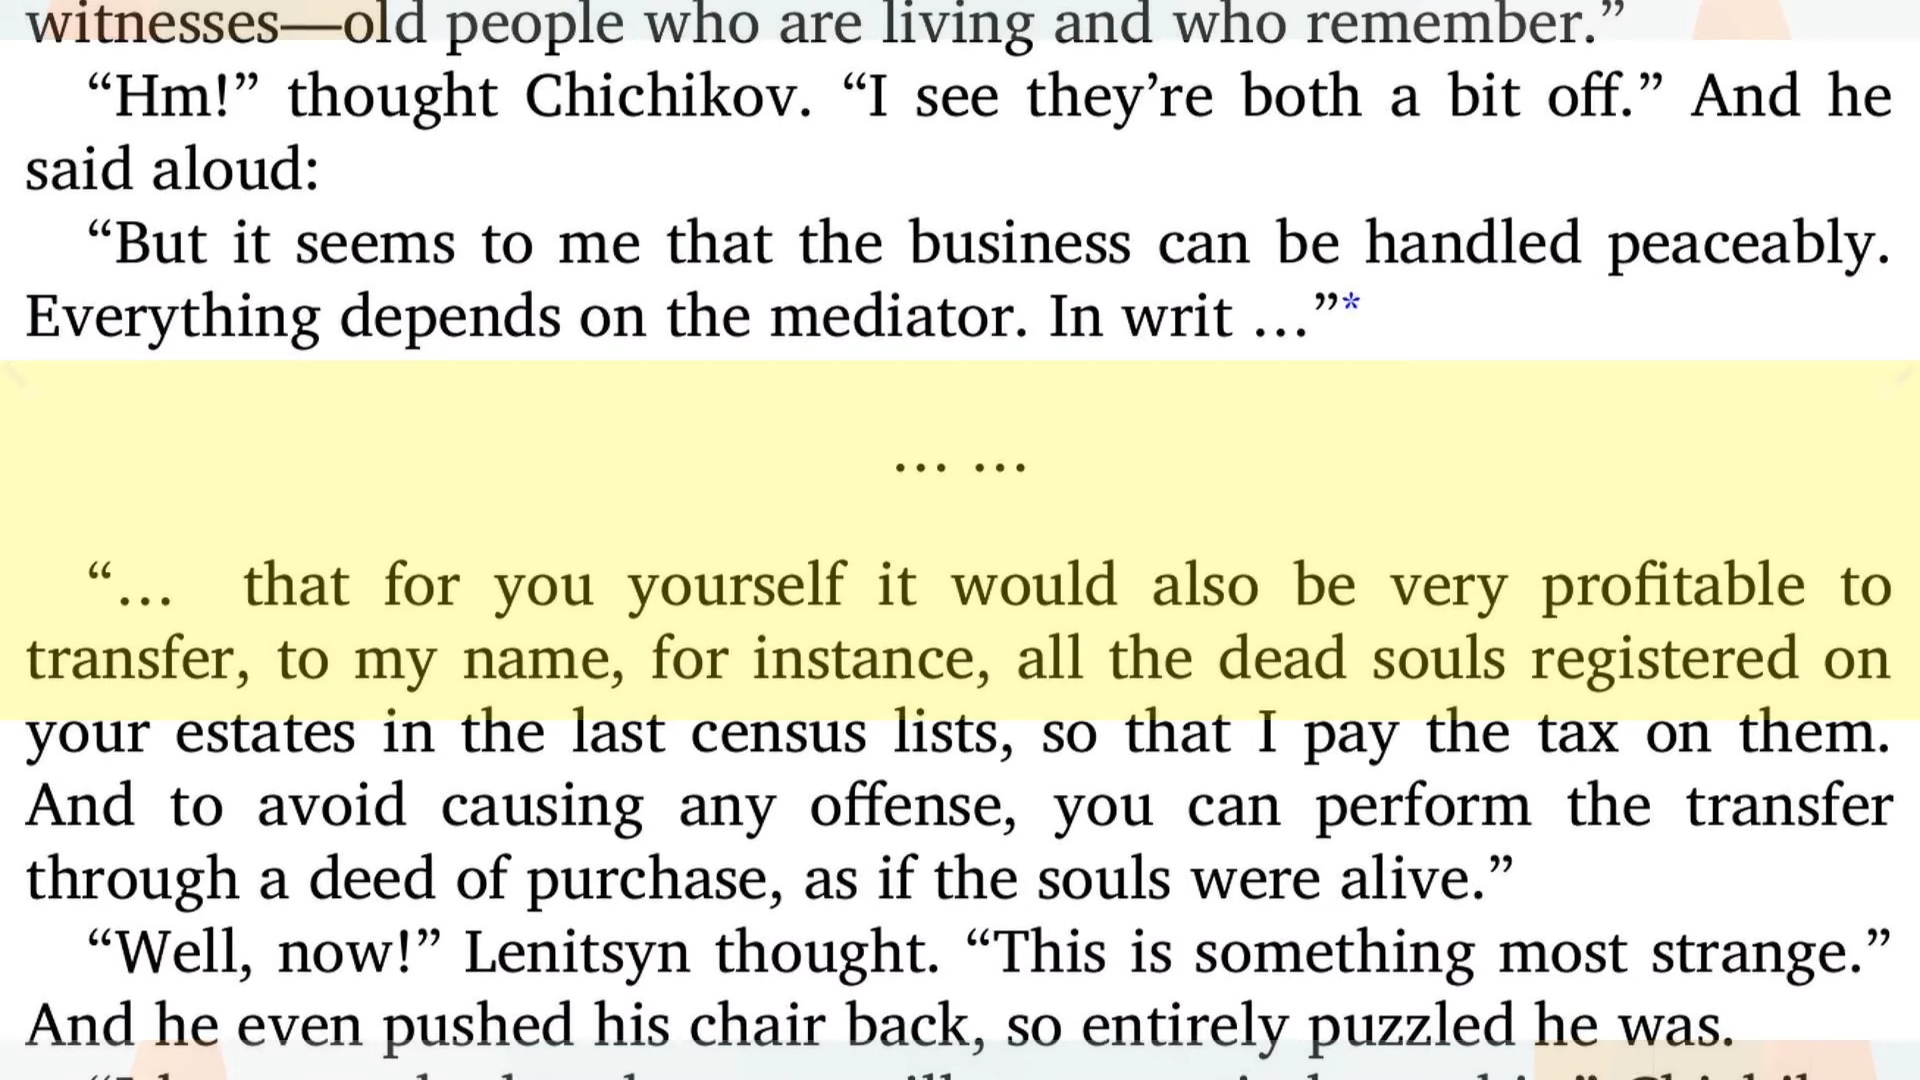 witnesses—old people who are living and who remember.”
“Hm!” thought Chichikov. “I see they’re both a bit off.” And he
said aloud:
“But it seems to me that the business can be handled peaceably.
Everything depends on the mediator. In writ …”*
… …
“… that for you yourself it would also be very profitable to
transfer, to my name, for instance, all the dead souls registered on
your estates in the last census lists, so that I pay the tax on them.
And to avoid causing any offense, you can perform the transfer
through a deed of purchase, as if the souls were alive.”
“Well, now!” Lenitsyn thought. “This is something most strange.”
And he even pushed his chair back, so entirely puzzled he was.